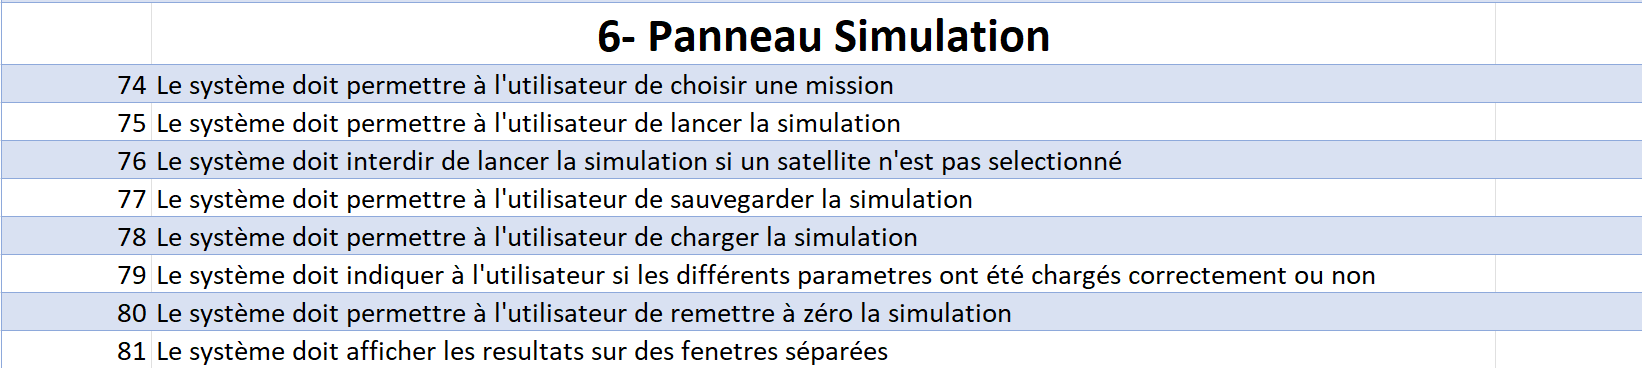 6- Panneau Simulation
74 Le système doit permettre à l'utilisateur de choisir une mission
75 Le système doit permettre à l'utilisateur de lancer la simulation
76 Le système doit interdir de lancer la simulation si un satellite n'est pas selectionné
77 Le système doit permettre à l'utilisateur de sauvegarder la simulation
78 Le système doit permettre à l'utilisateur de charger la simulation
79 Le système doit indiquer à l'utilisateur si les différents parametres ont été chargés correctement ou non
80 Le système doit permettre à l'utilisateur de remettre à zéro la simulation
81 Le système doit afficher les resultats sur des fenetres séparées